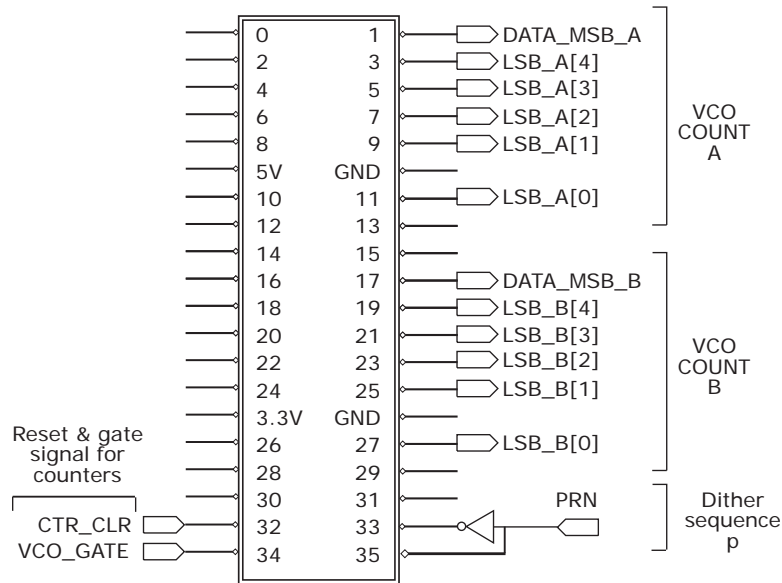 0 1 DATA_MSB_A
2 3 LSB_A[4]
4 5 LSB_A[3]
6 7 LSB_A[2]
8 9 LSB_A[1]
5V GND
10 11 LSB_A[0]
12 13
VCO
COUNT
A
14 15
16 17 DATA_MSB_B
18 19 LSB_B[4]
20 21 LSB_B[3]
22 23 LSB_B[2]
24 25 LSB_B[1]
3.3V GND
26 27 LSB_B[0]
28 29
VCO
COUNT
B
Reset & gate
signal for
counters
30 31
CTR_CLR 32 33 PRN
VCO_GATE 34 35
Dither
sequence
p